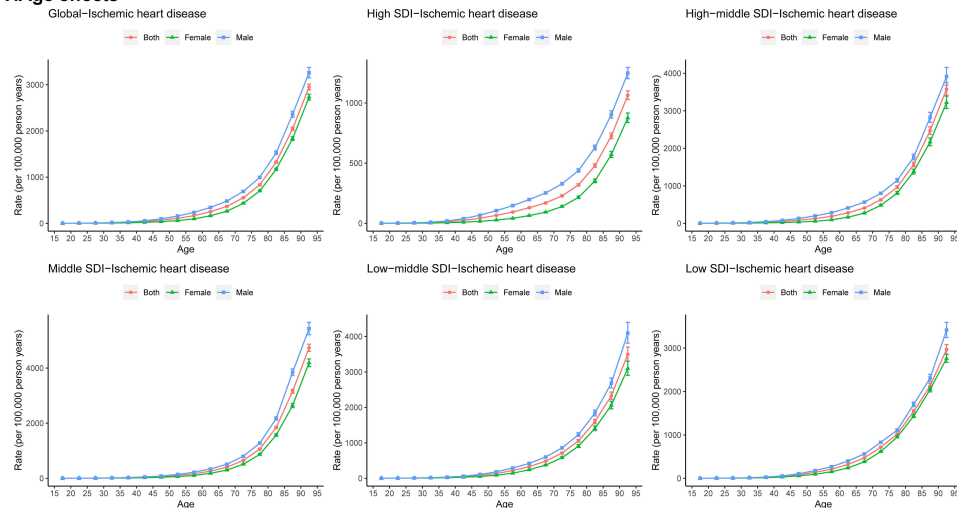 Age effects
Global−Ischemic heart disease
Both Female Male
Rate (per 100,000 person years)
3000
2000
1000
0
15 20 25 30 35 40 45 50 55 60 65 70 75 80 85 90 95
Age
High SDI−Ischemic heart disease
Both Female Male
Rate (per 100,000 person years)
1000
500
0
15 20 25 30 35 40 45 50 55 60 65 70 75 80 85 90 95
Age
High−middle SDI−Ischemic heart disease
Both Female Male
Rate (per 100,000 person years)
4000
3000
2000
1000
0
15 20 25 30 35 40 45 50 55 60 65 70 75 80 85 90 95
Age
Middle SDI−Ischemic heart disease
Both Female Male
Rate (per 100,000 person years)
4000
2000
0
15 20 25 30 35 40 45 50 55 60 65 70 75 80 85 90 95
Age
Low−middle SDI−Ischemic heart disease
Both Female Male
Rate (per 100,000 person years)
4000
3000
2000
1000
0
15 20 25 30 35 40 45 50 55 60 65 70 75 80 85 90 95
Age
Low SDI−Ischemic heart disease
Both Female Male
Rate (per 100,000 person years)
3000
2000
1000
0
15 20 25 30 35 40 45 50 55 60 65 70 75 80 85 90 95
Age